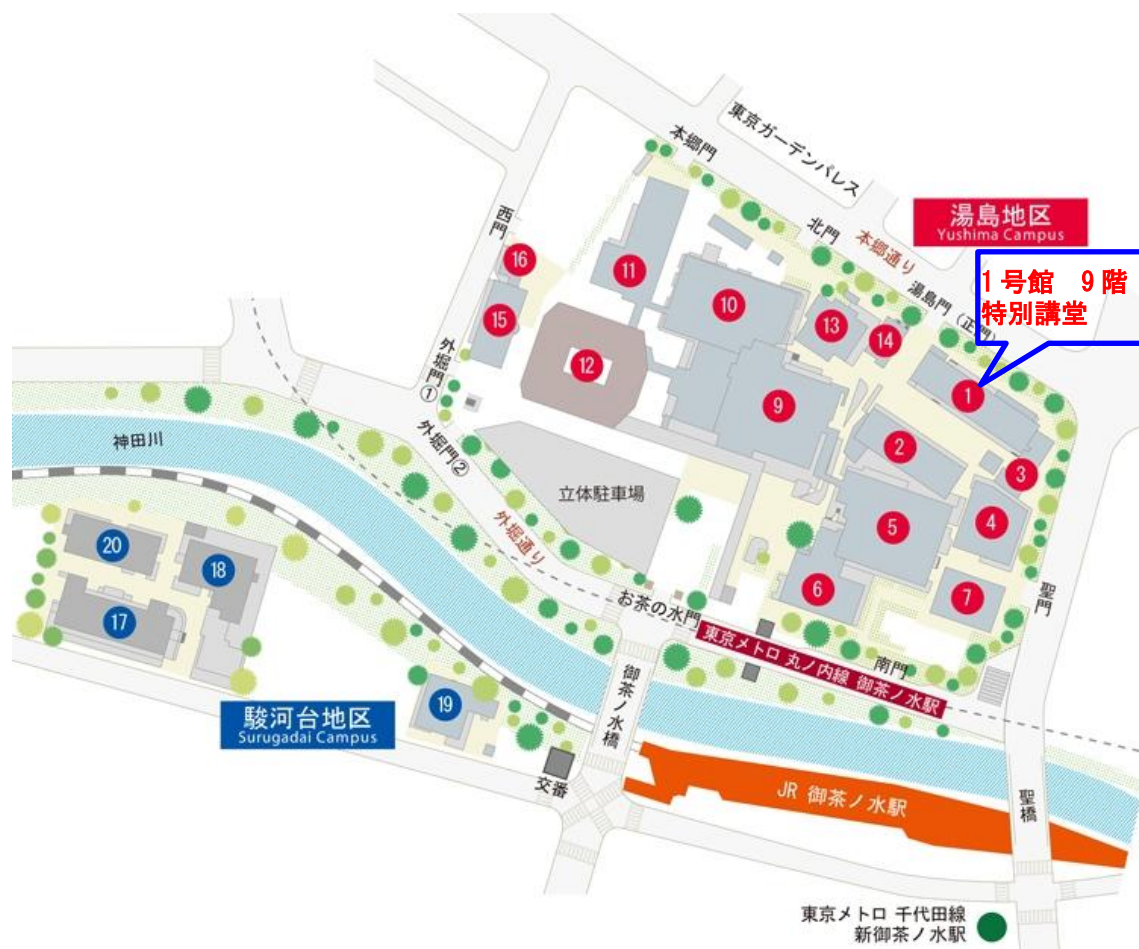 東京ガーデンパレス
本郷門
湯島地区
Yushima Campus
北門
本郷通り
西門
湯島門（正門）
1号館 9階
特別講堂
16
11
10
15
13
14
12
1
外堀門①
9
2
外堀門②
3
神田川
立体駐車場
4
5
外堀通り
20
18
6
7
聖門
17
お茶の水門
東京メトロ 丸ノ内線 御茶ノ水駅
南門
19
御茶ノ水橋
駿河台地区
Surugadai Campus
交番
JR 御茶ノ水駅
聖橋
東京メトロ 千代田線
新御茶ノ水駅